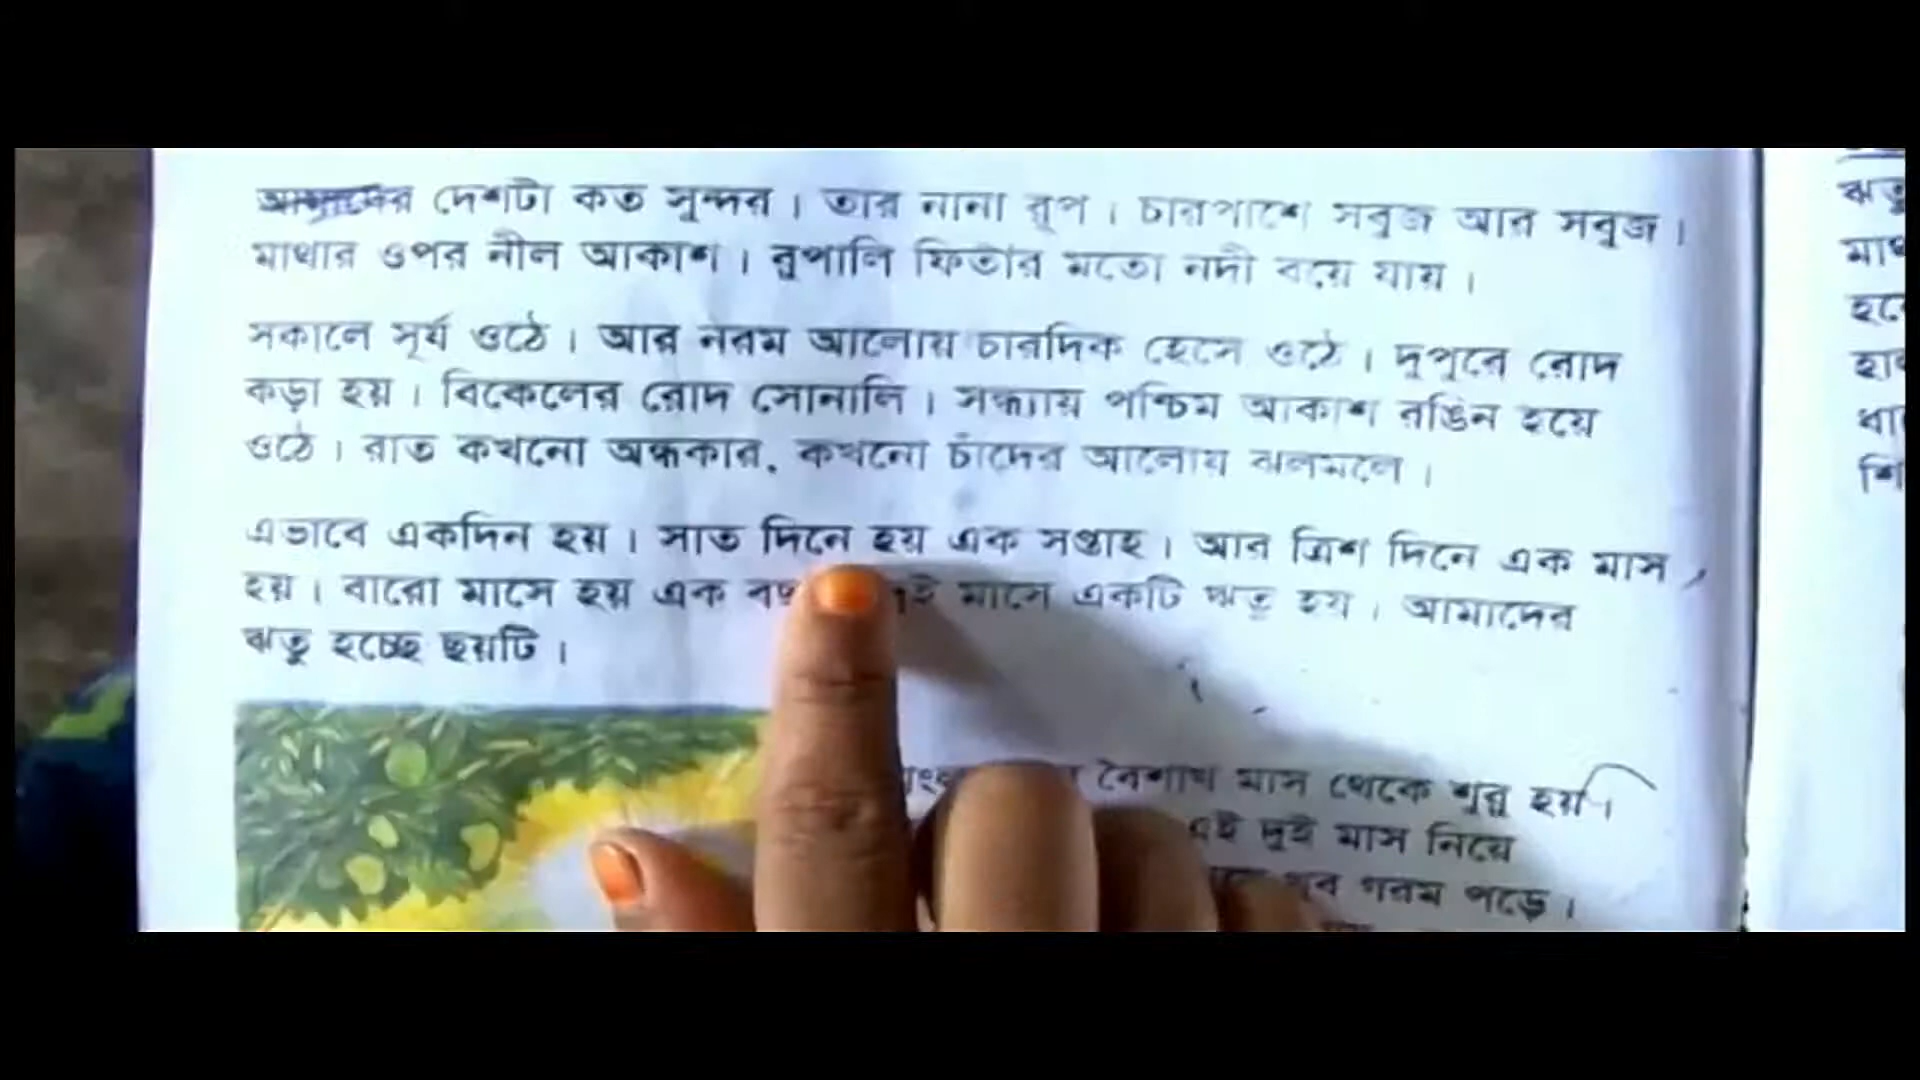 দেশটা কত সুন্দর। তার নানা রূপ। চারপাশে সবুজ আর সবুজ।
মাথার ওপর নীল আকাশ। রুপালি ফিতার মতো নদী বয়ে যায়।
সকালে সূর্য ওঠে। আর নরম আলোয় চারদিক হেসে ওঠে। দুপুরে রোদ
কড়া হয়। বিকেলের রোদ সোনালি। সন্ধ্যায় পশ্চিম আকাশ রঙিন হয়ে
ওঠে। রাত কখনো অন্ধকার, কখনো চাঁদের আলোয় ঝলমলে।
এভাবে একদিন হয়। সাত দিনে হয় এক সপ্তাহ। আর ত্রিশ দিনে এক মাস
হয়। বারো মাসে হয় এক মাসে একটি ঋতু হয়। আমাদের
ঋতু হচ্ছে ছয়টি।
বৈশাখ মাস থেকে শুরু হয়।
এই দুই মাস নিয়ে
খুব গরম পড়ে।